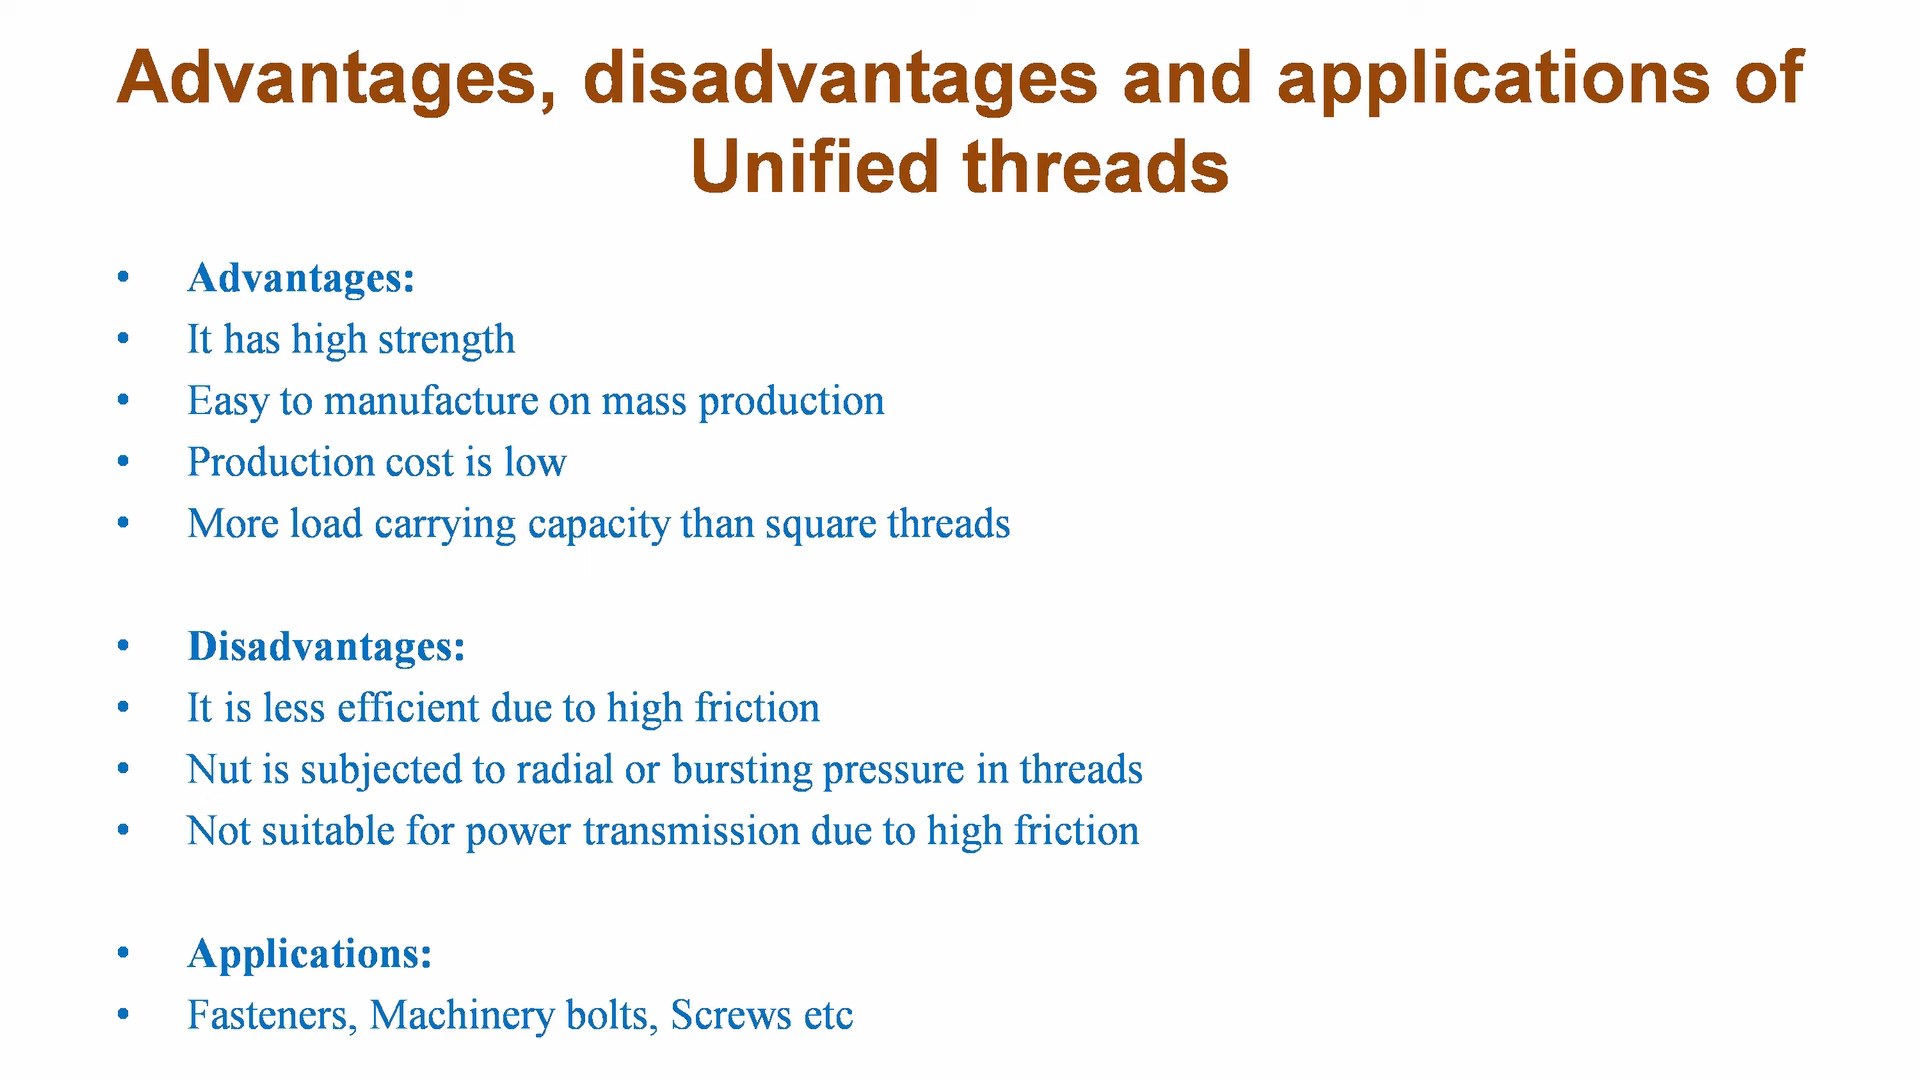 Advantages, disadvantages and applications of
Unified threads
• Advantages:
• It has high strength
• Easy to manufacture on mass production
• Production cost is low
• More load carrying capacity than square threads
• Disadvantages:
• It is less efficient due to high friction
• Nut is subjected to radial or bursting pressure in threads
• Not suitable for power transmission due to high friction
• Applications:
• Fasteners, Machinery bolts, Screws etc